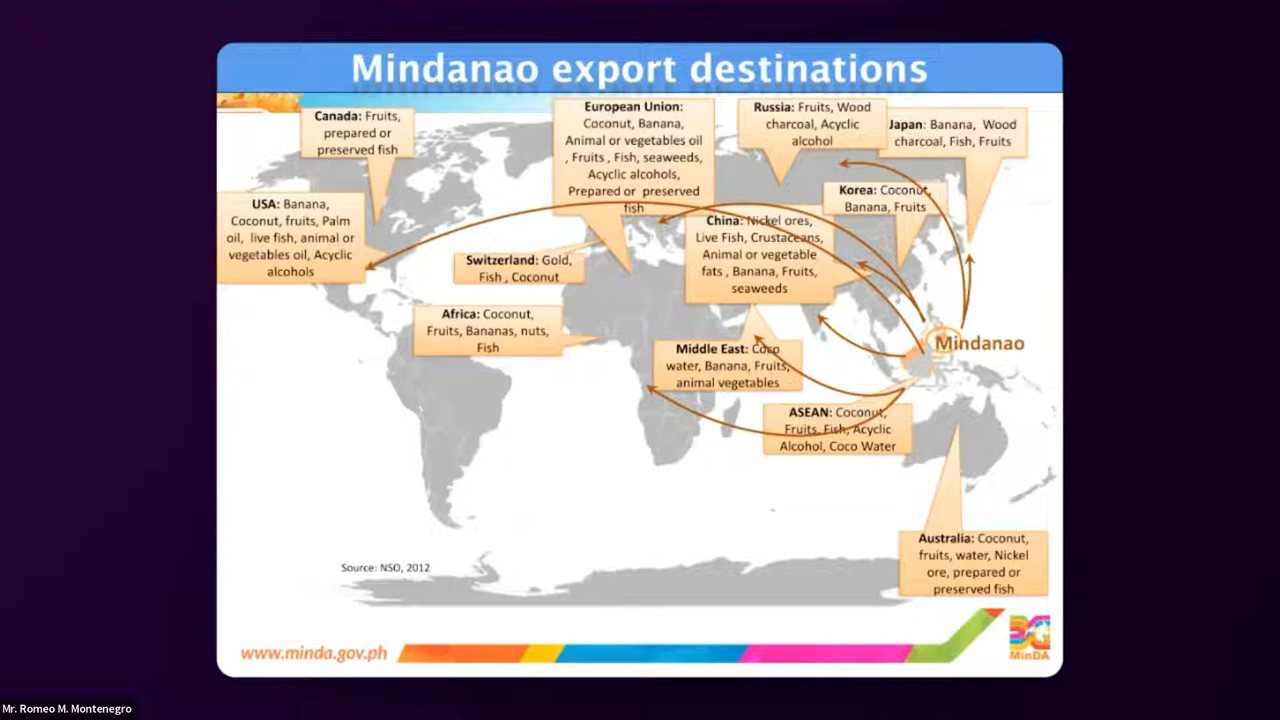 Mindanao export destinations
Canada: Fruits,
prepared or
preserved fish
European Union:
Coconut, Banana,
Animal or vegetables oil
, Fruits , Fish, seaweeds,
Acyclic alcohols,
Prepared or preserved
fish
Russia: Fruits, Wood
charcoal, Acyclic
alcohol
Japan: Banana, Wood
charcoal, Fish, Fruits
USA: Banana,
Coconut, fruits, Palm
oil, live fish, animal or
vegetables oil, Acyclic
alcohols
Korea: Coconut,
Banana, Fruits
China: Nickel ores,
Live Fish, Crustaceans,
Animal or vegetable
fats , Banana, Fruits,
seaweeds
Switzerland: Gold,
Fish , Coconut
Africa: Coconut,
Fruits, Bananas, nuts,
Fish
Middle East: Coco
water, Banana, Fruits,
animal vegetables
Mindanao
ASEAN: Coconut,
Fruits, Fish, Acyclic
Alcohol, Coco Water
Australia: Coconut,
fruits, water, Nickel
ore, prepared or
preserved fish
Source: NSO, 2012
www.minda.gov.ph
MinDA
Mr. Romeo M. Montenegro